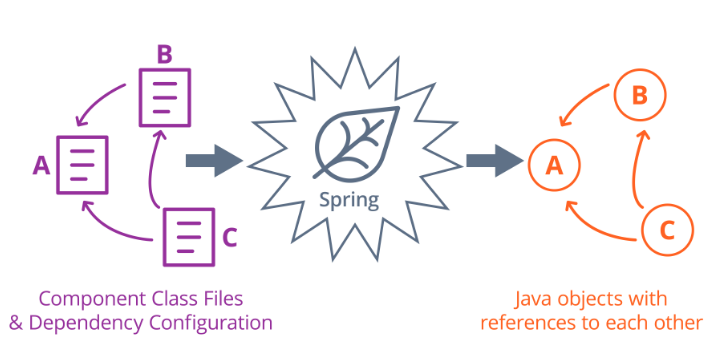 B
A
C
Spring
B
A
C
Component Class Files
& Dependency Configuration
Java objects with
references to each other